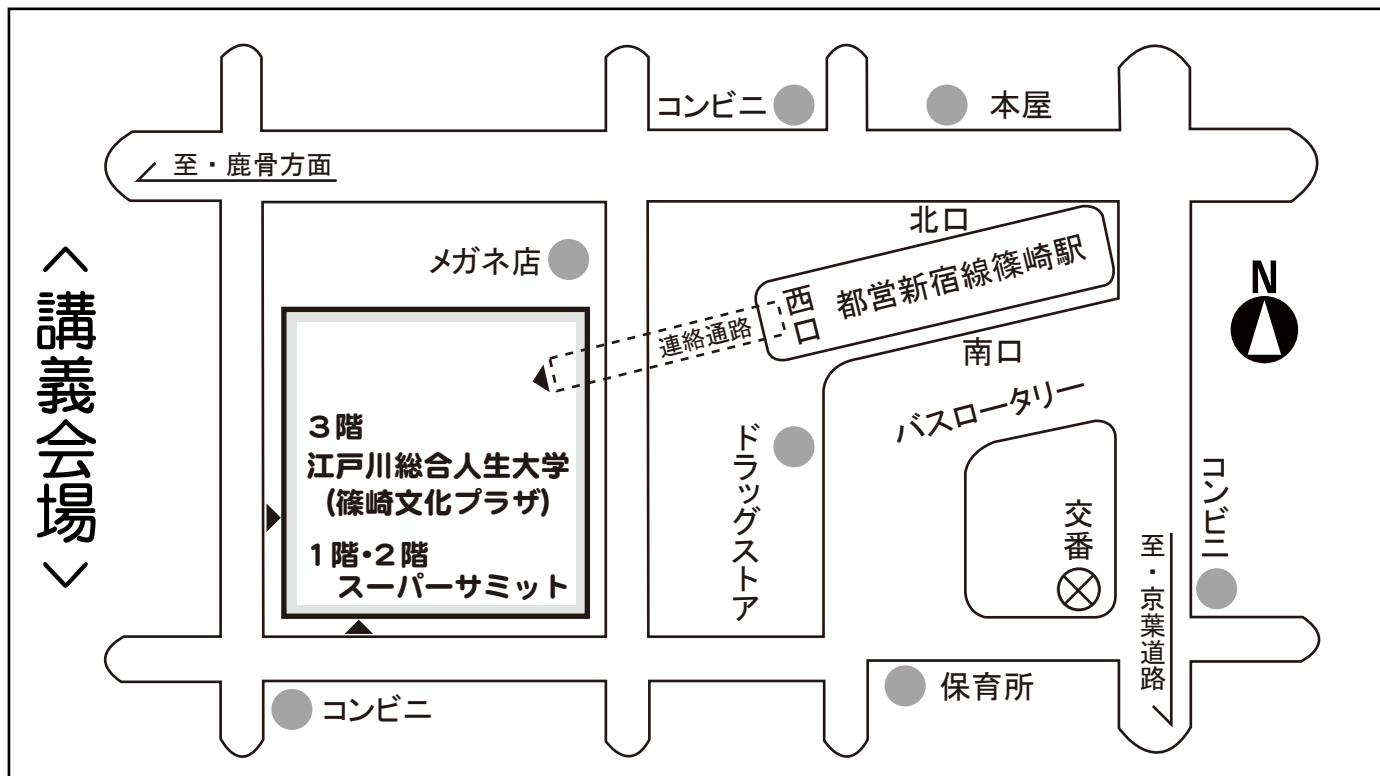 〈講義会場〉
コンビニ
本屋
至・鹿骨方面
北口
メガネ店
都営新宿線篠崎駅
西口
連絡通路
南口
N
バスロータリー
3階
江戸川総合人生大学
(篠崎文化プラザ)
1階・2階
スーパーサミット
ドラッグストア
交番
コンビニ
至・京葉道路
保育所
コンビニ